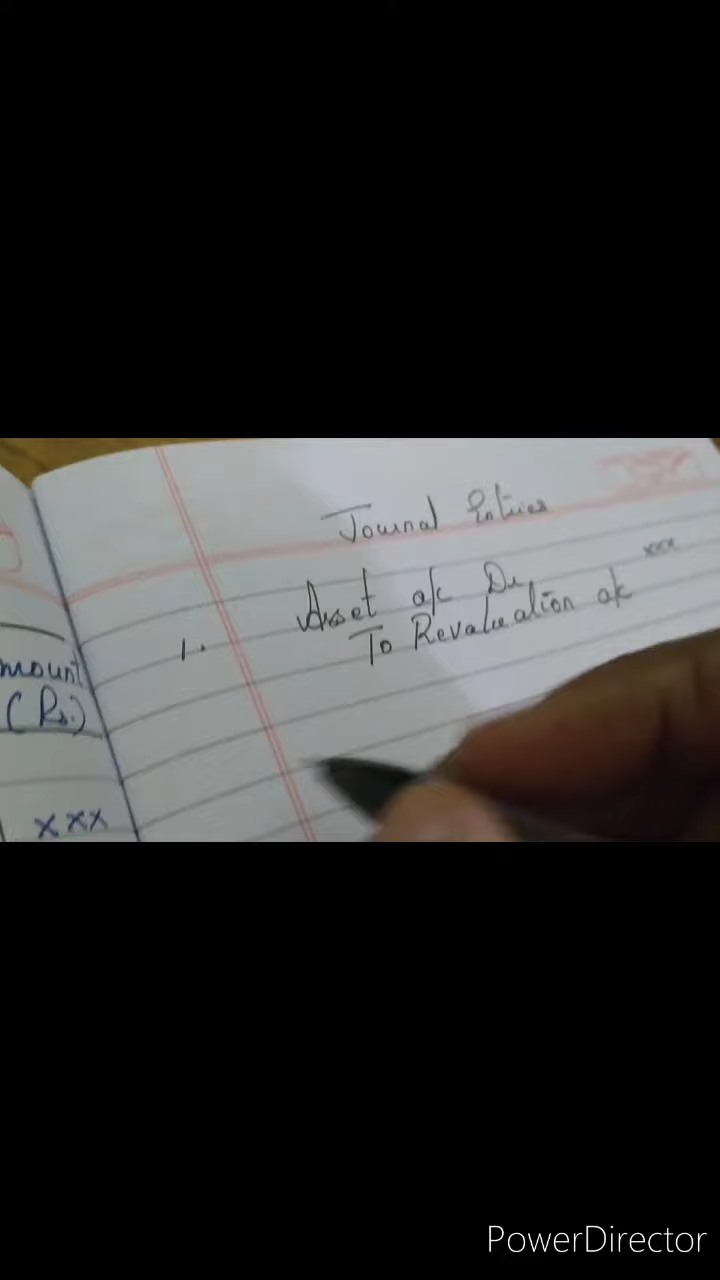 Journal Entries
Asset a/c Dr xxx
1. To Revaluation a/c
mount
(Rs.)
xxx
PowerDirector